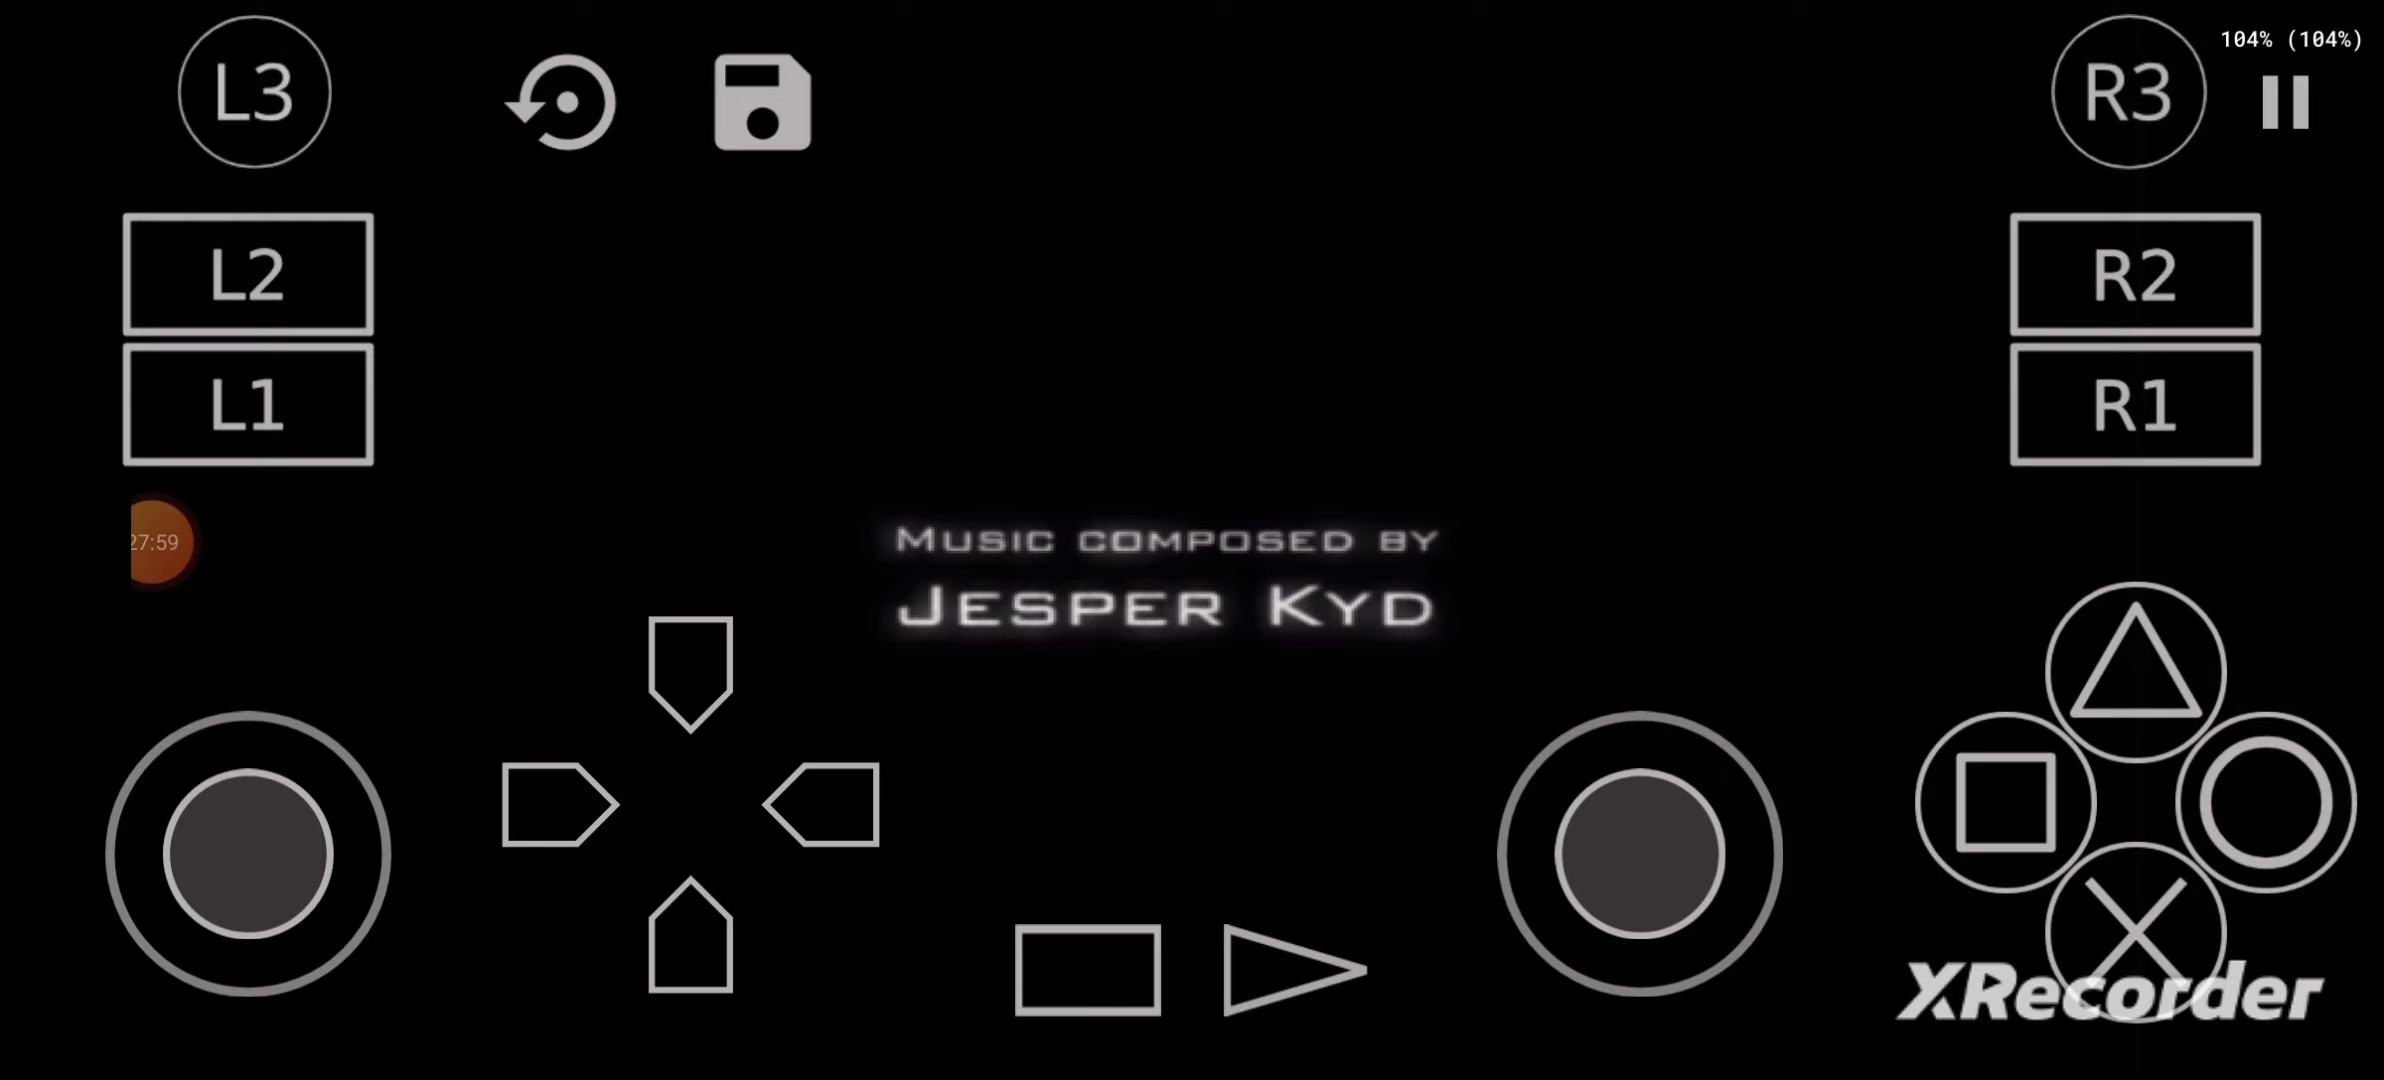 L3
R3
104% (104%)
L2
R2
L1
R1
27:59
MUSIC COMPOSED BY
JESPER KYD
XRecorder